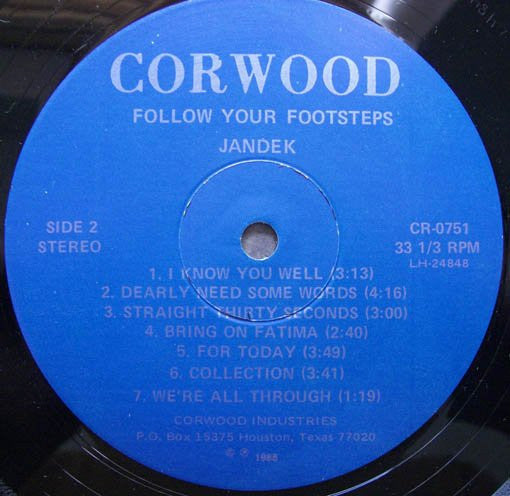 CORWOOD
FOLLOW YOUR FOOTSTEPS
JANDEK
SIDE 2
STEREO
CR-0751
33 1/3 RPM
LH-24848
1. I KNOW YOU WELL (3:13)
2. DEARLY NEED SOME WORDS (4:16)
3. STRAIGHT THIRTY SECONDS (3:00)
4. BRING ON FATIMA (2:40)
5. FOR TODAY (3:49)
6. COLLECTION (3:41)
7. WE'RE ALL THROUGH (1:19)
CORWOOD INDUSTRIES
P.O. Box 15375 Houston, Texas 77020
© ℗ 1986